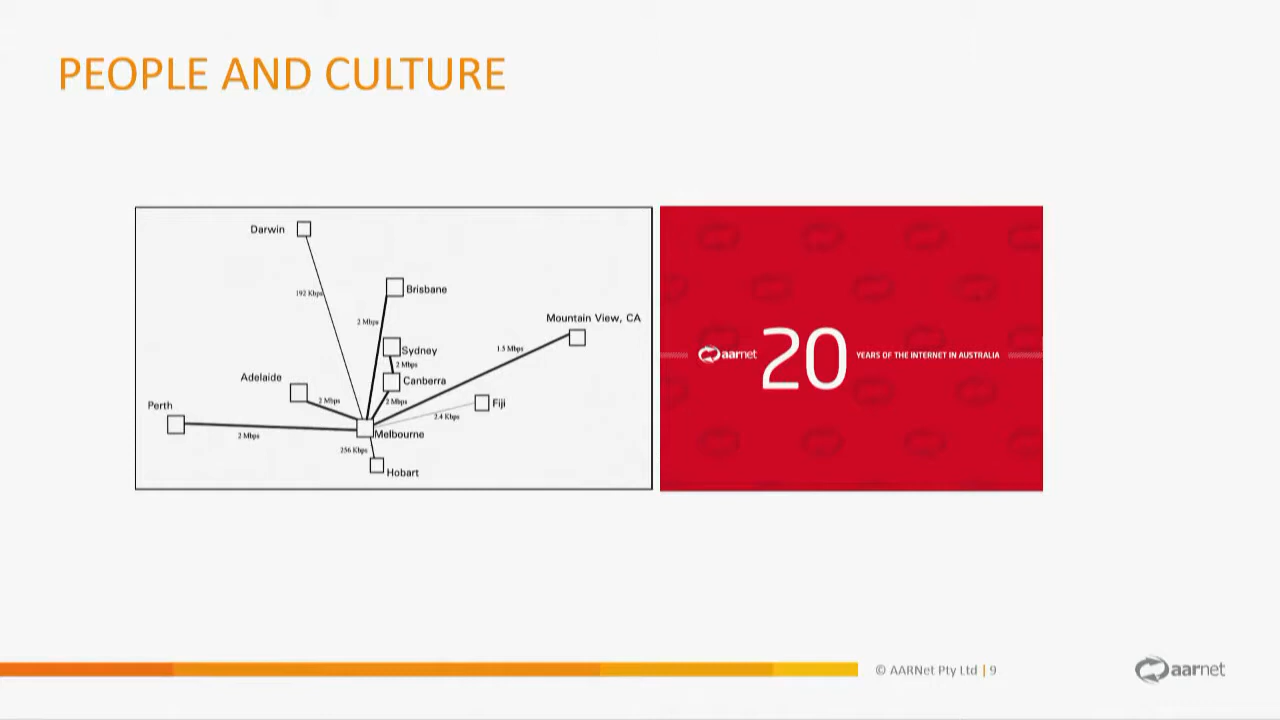 PEOPLE AND CULTURE
Darwin
192 Kbps
Brisbane
2 Mbps
Mountain View, CA
1.5 Mbps
Sydney
2 Mbps
Canberra
Adelaide
2 Mbps
2 Mbps
Fiji
2.4 Kbps
Perth
2 Mbps
Melbourne
256 Kbps
Hobart
aarnet 20 YEARS OF THE INTERNET IN AUSTRALIA
© AARNet Pty Ltd | 9
aarnet